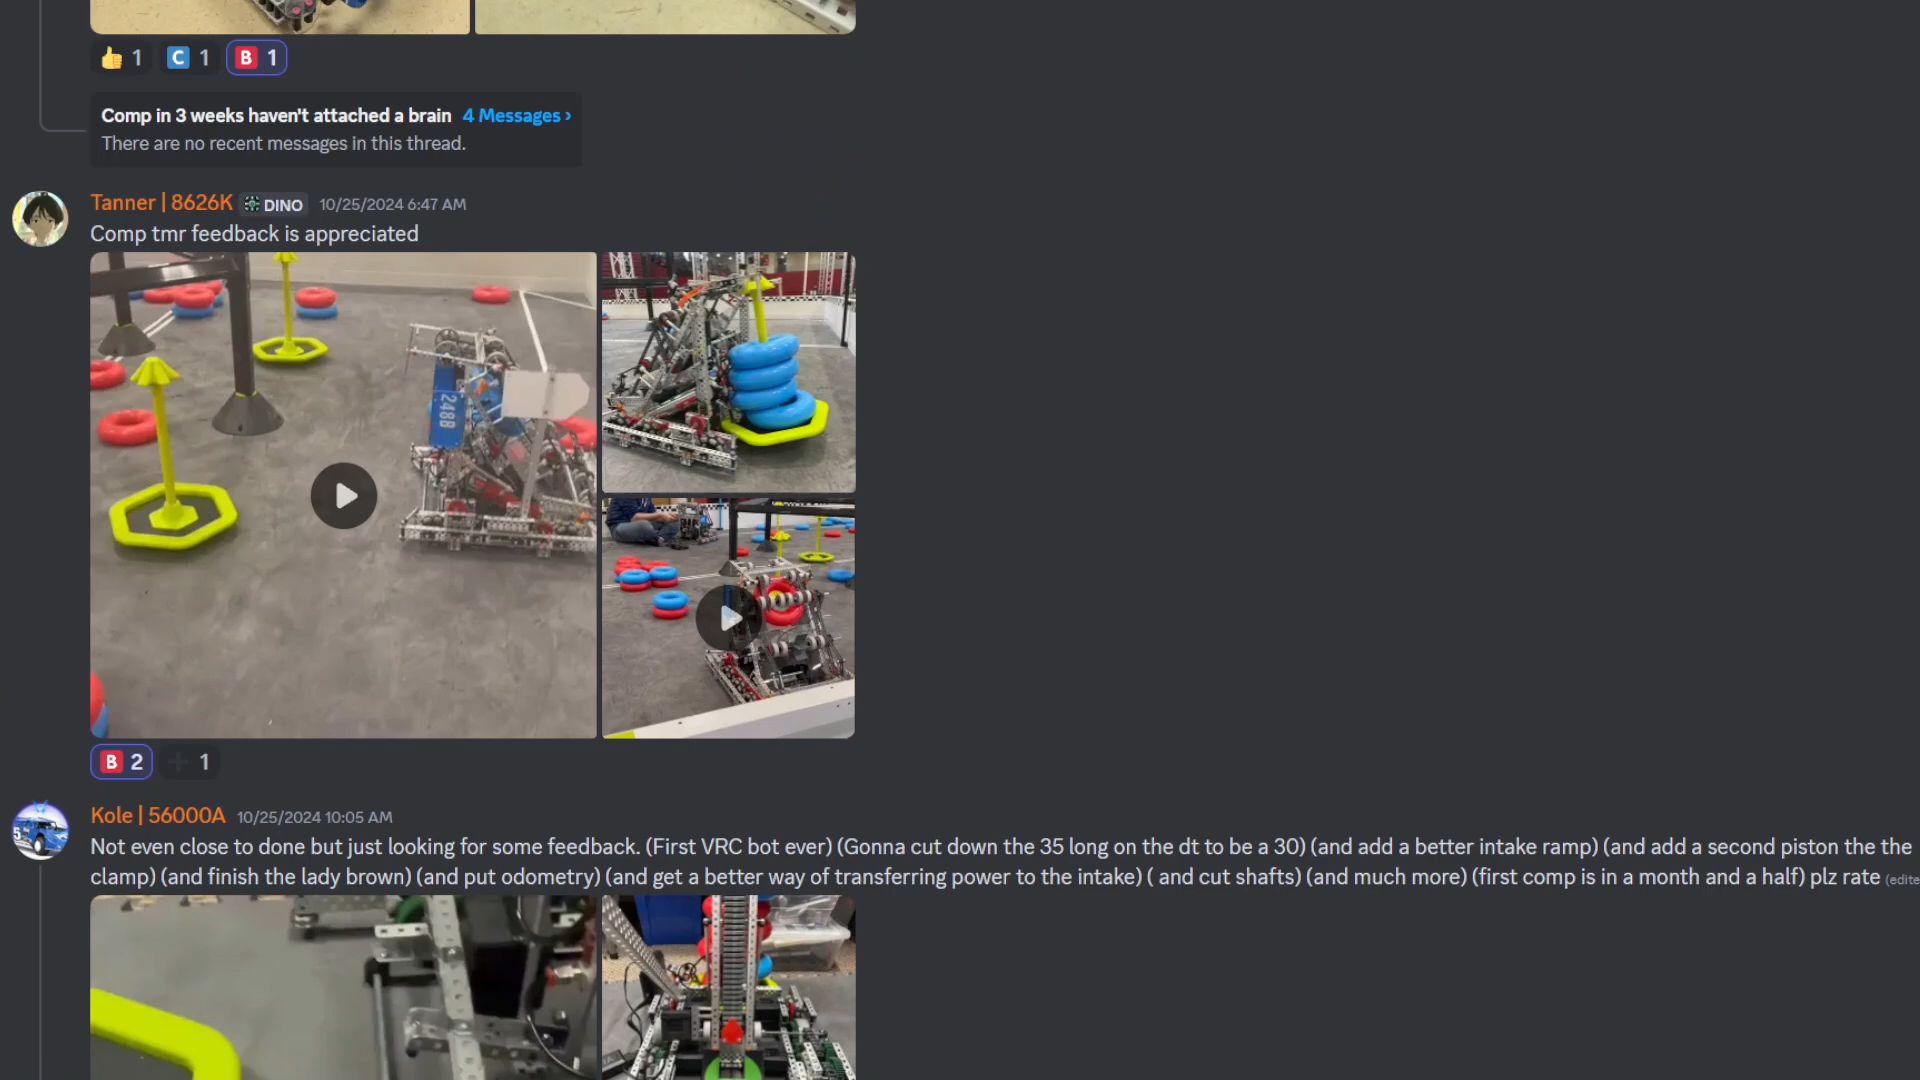 1 C 1 B 1
Comp in 3 weeks haven't attached a brain 4 Messages ›
There are no recent messages in this thread.
Tanner | 8626K DINO 10/25/2024 6:47 AM
Comp tmr feedback is appreciated
248B
B 2 1
Kole | 56000A 10/25/2024 10:05 AM
Not even close to done but just looking for some feedback. (First VRC bot ever) (Gonna cut down the 35 long on the dt to be a 30) (and add a better intake ramp) (and add a second piston the the
clamp) (and finish the lady brown) (and put odometry) (and get a better way of transferring power to the intake) ( and cut shafts) (and much more) (first comp is in a month and a half) plz rate (edite